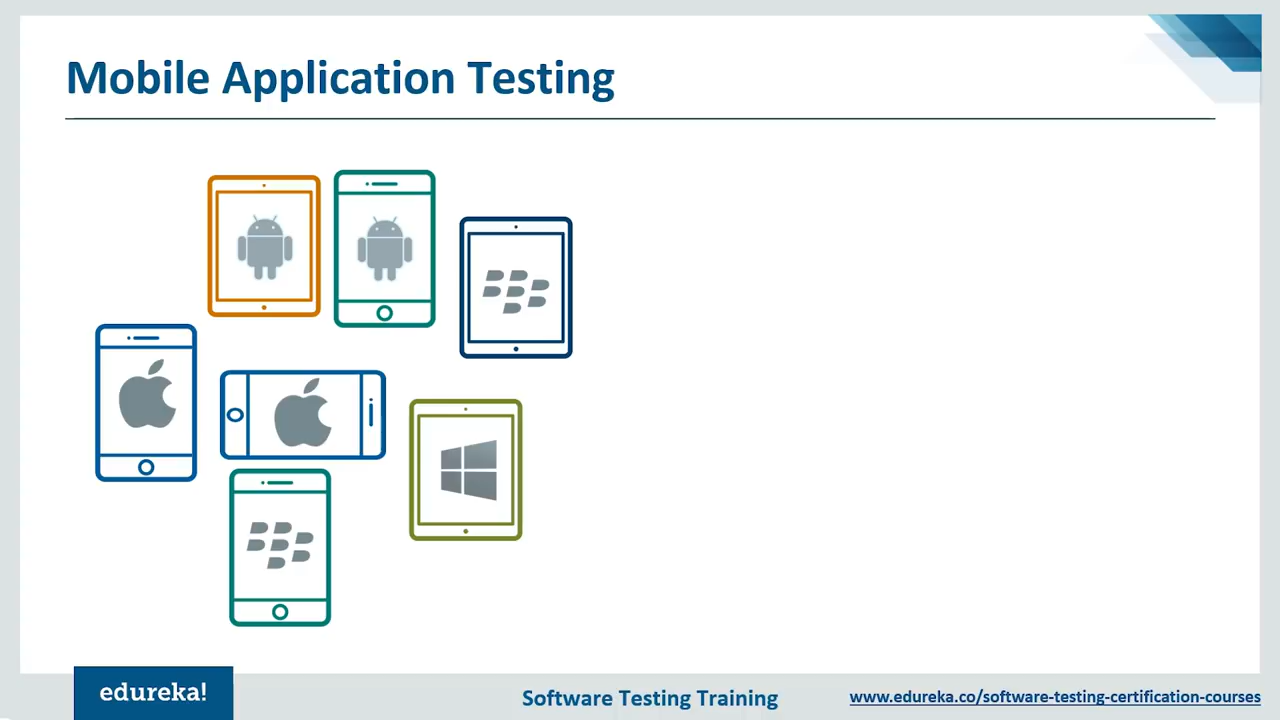 Mobile Application Testing
edureka!
Software Testing Training
www.edureka.co/software-testing-certification-courses